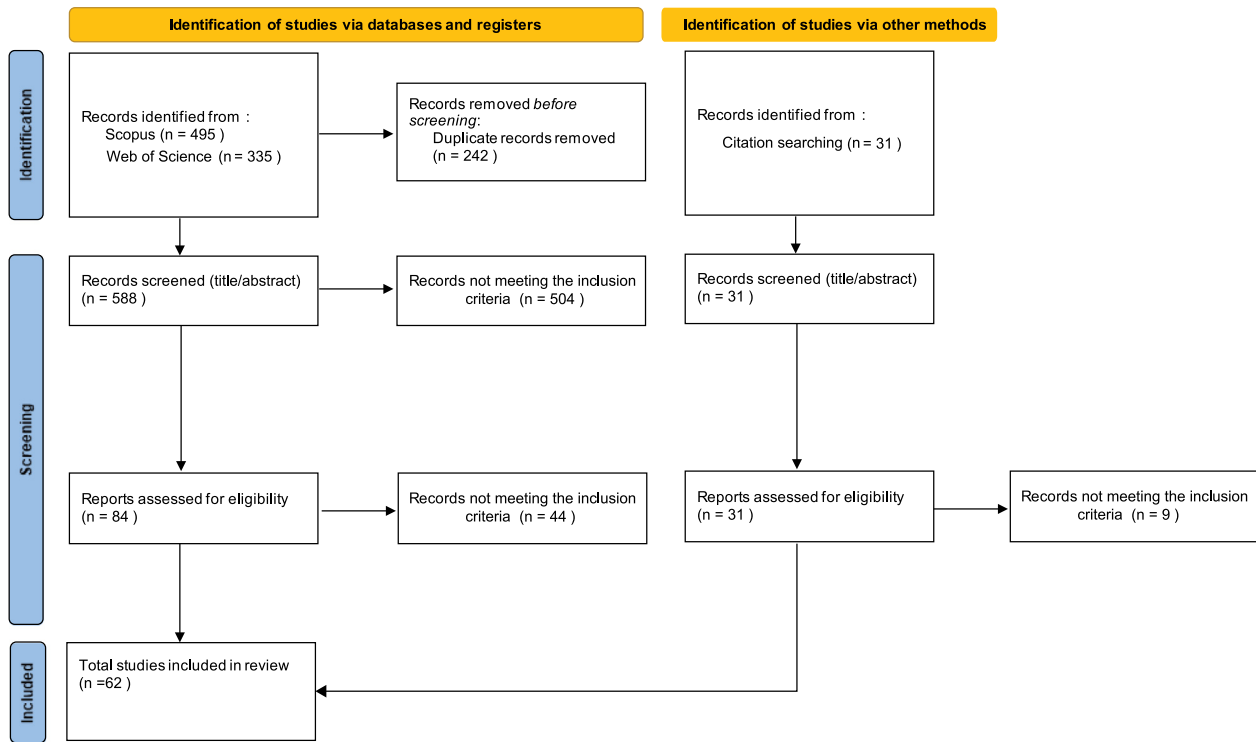 Identification of studies via databases and registers
Identification of studies via other methods
Identification
Records identified from :
Scopus (n = 495 )
Web of Science (n = 335 )
Records removed before
screening:
Duplicate records removed
(n = 242 )
Records identified from :
Citation searching (n = 31 )
Screening
Records screened (title/abstract)
(n = 588 )
Records not meeting the inclusion
criteria (n = 504 )
Records screened (title/abstract)
(n = 31 )
Reports assessed for eligibility
(n = 84 )
Records not meeting the inclusion
criteria (n = 44 )
Reports assessed for eligibility
(n = 31 )
Records not meeting the inclusion
criteria (n = 9 )
Included
Total studies included in review
(n =62 )